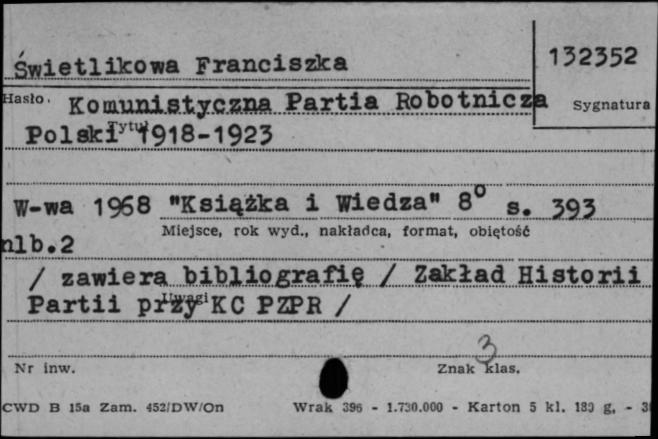 Świetlikowa Franciszka
132352
Hasło. Komunistyczna Partia Robotnicza
Sygnatura
Tytuł
Polski 1918-1923
W-wa 1968 "Książka i Wiedza" 8° s. 393
Miejsce, rok wyd., nakładca, format, objętość
nlb.2
/ zawiera bibliografię / Zakład Historii
Uwagi
Partii przy KC PZPR /
3
Nr inw.
Znak klas.
CWD B 15a Zam. 452/DW/On
Wrak 396 - 1.730.000 - Karton 5 kl. 180 g. -